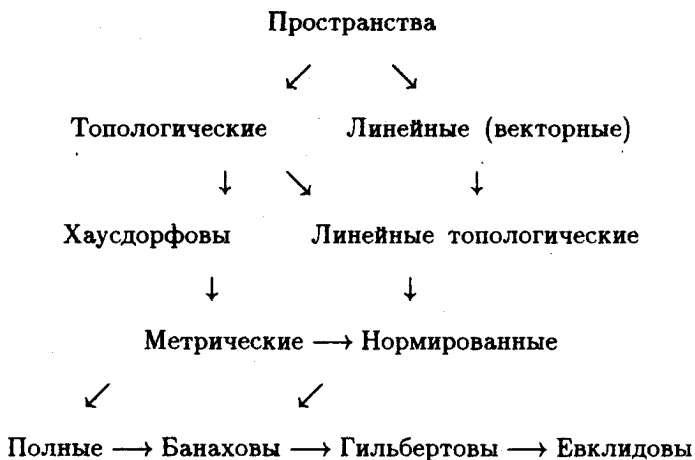 Пространства
↙ ↘
Топологические Линейные (векторные)
↓ ↘ ↓
Хаусдорфовы Линейные топологические
↓ ↓
Метрические ⟶ Нормированные
↙ ↙
Полные ⟶ Банаховы ⟶ Гильбертовы ⟶ Евклидовы